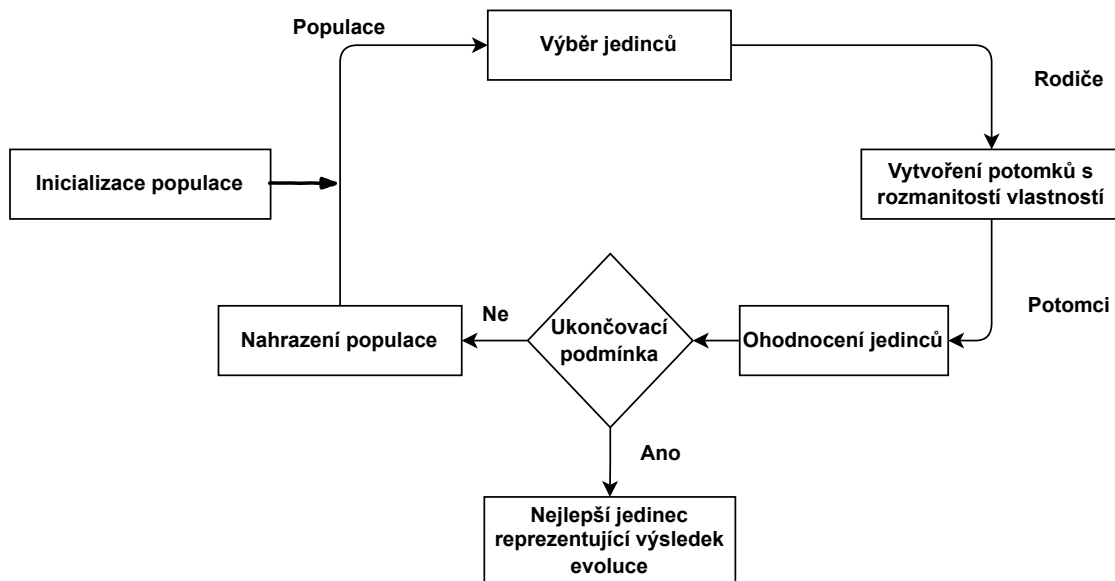 Populace
Výběr jedinců
Rodiče
Inicializace populace
Vytvoření potomků s
rozmanitostí vlastností
Potomci
Ohodnocení jedinců
Ukončovací
podmínka
Ne
Nahrazení populace
Ano
Nejlepší jedinec
reprezentující výsledek
evoluce